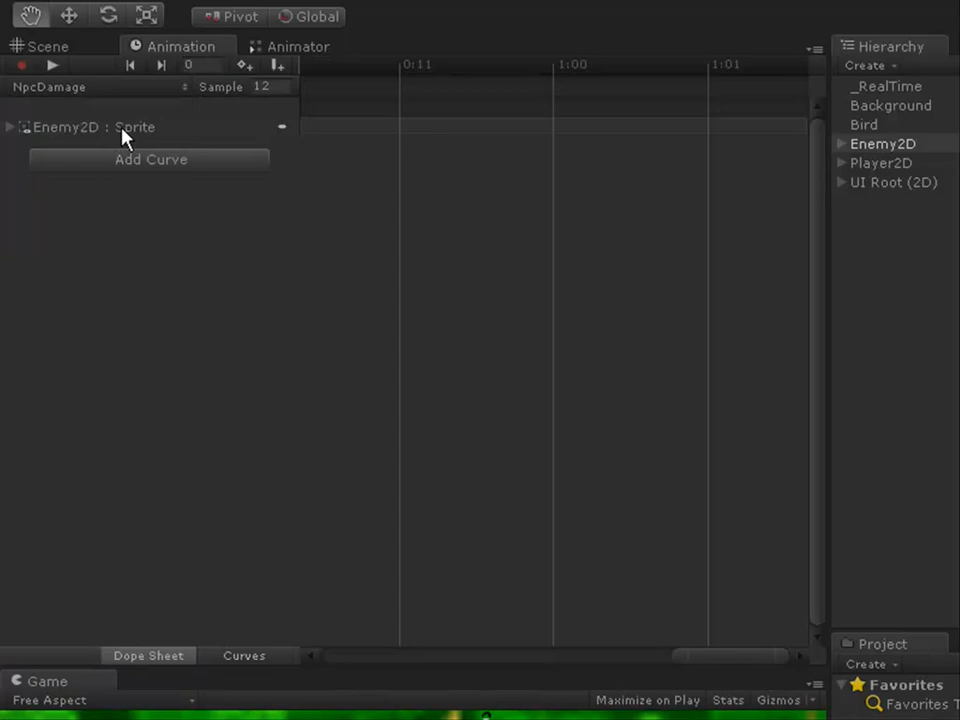 Pivot Global
Scene Animation Animator
0 0:11 1:00 1:01
NpcDamage Sample 12
Enemy2D : Sprite
Add Curve
Dope Sheet Curves
Game
Free Aspect Maximize on Play Stats Gizmos
Hierarchy
Create
_RealTime
Background
Bird
Enemy2D
Player2D
UI Root (2D)
Project
Create
Favorites
Favorites T